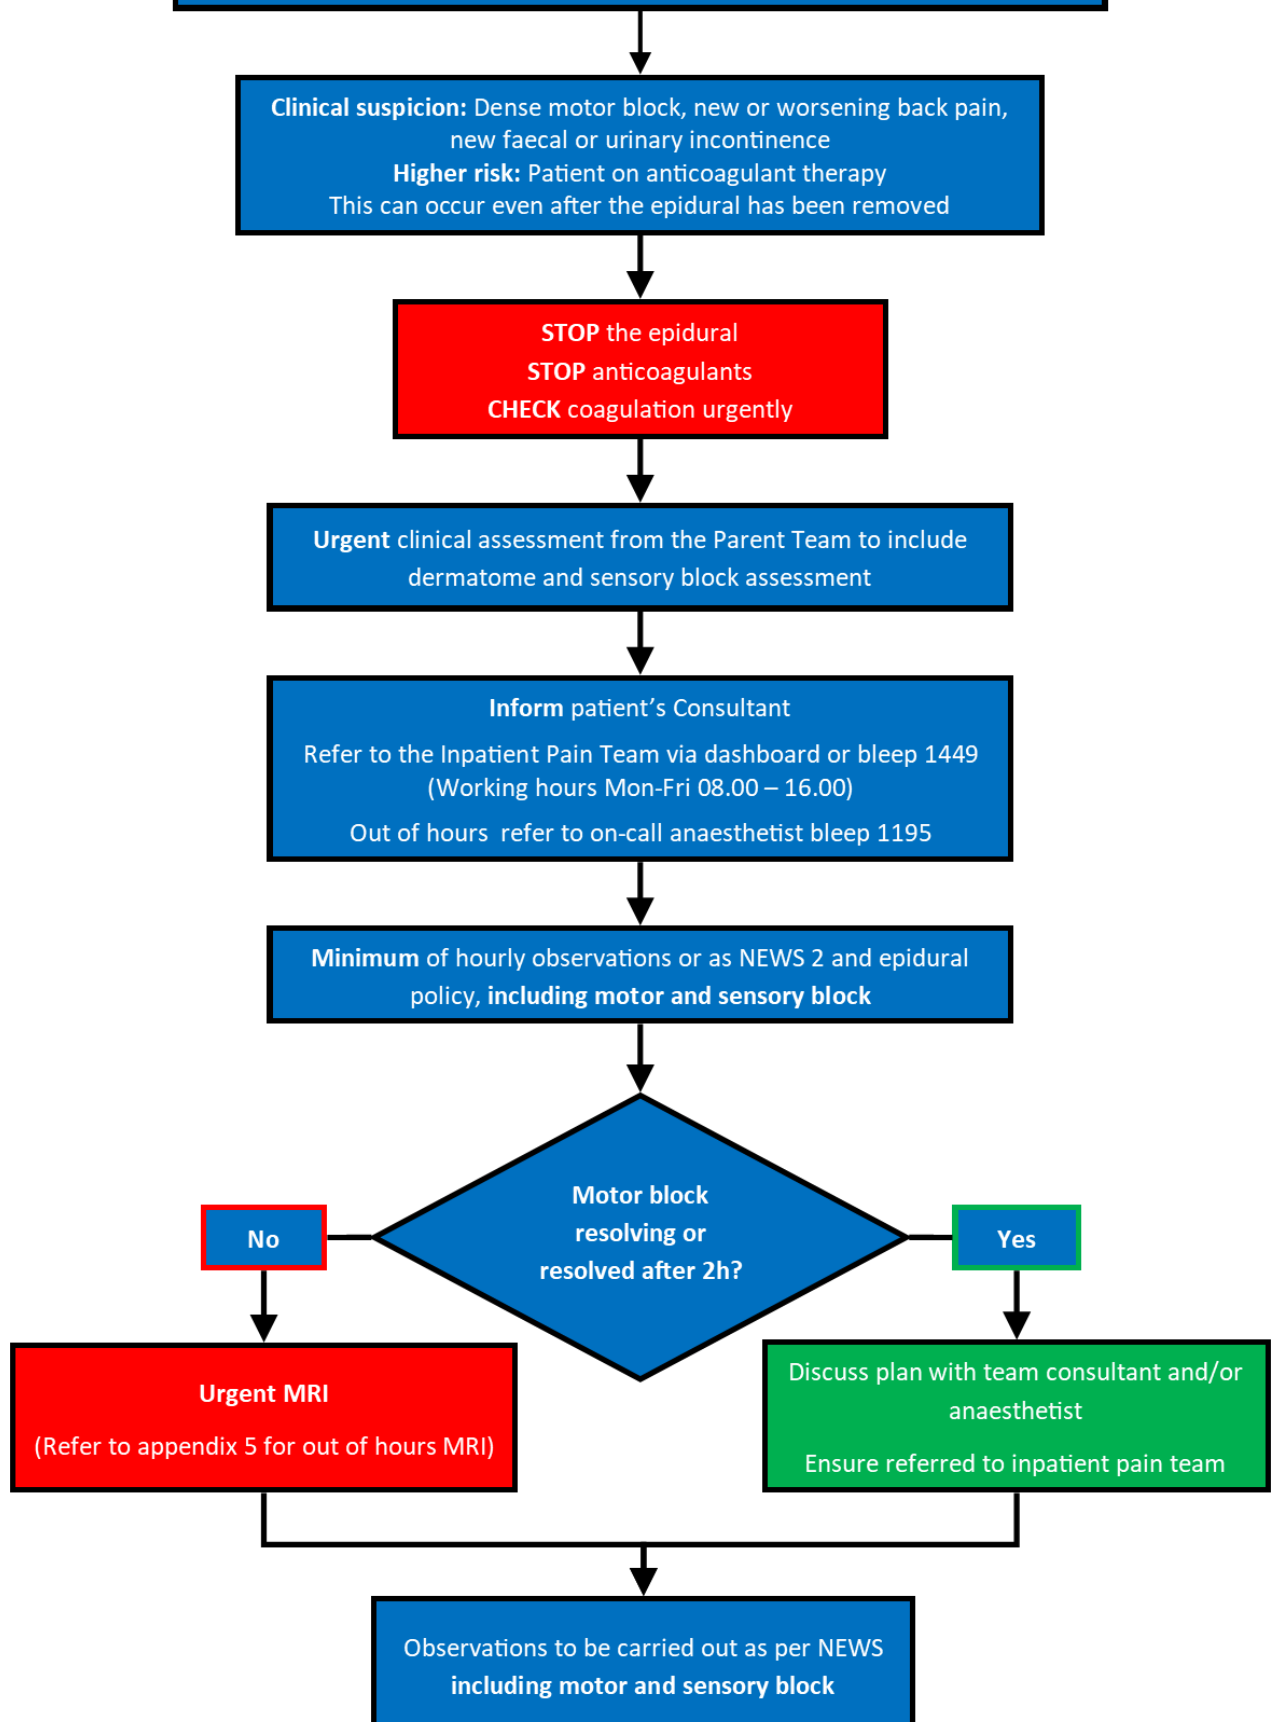 Clinical suspicion: Dense motor block, new or worsening back pain,
new faecal or urinary incontinence
Higher risk: Patient on anticoagulant therapy
This can occur even after the epidural has been removed
STOP the epidural
STOP anticoagulants
CHECK coagulation urgently
Urgent clinical assessment from the Parent Team to include
dermatome and sensory block assessment
Inform patient's Consultant
Refer to the Inpatient Pain Team via dashboard or bleep 1449
(Working hours Mon-Fri 08.00 – 16.00)
Out of hours  refer to on-call anaesthetist bleep 1195
Minimum of hourly observations or as NEWS 2 and epidural
policy, including motor and sensory block
Motor block
resolving or
resolved after 2h?
No
Yes
Urgent MRI
(Refer to appendix 5 for out of hours MRI)
Discuss plan with team consultant and/or
anaesthetist
Ensure referred to inpatient pain team
Observations to be carried out as per NEWS
including motor and sensory block